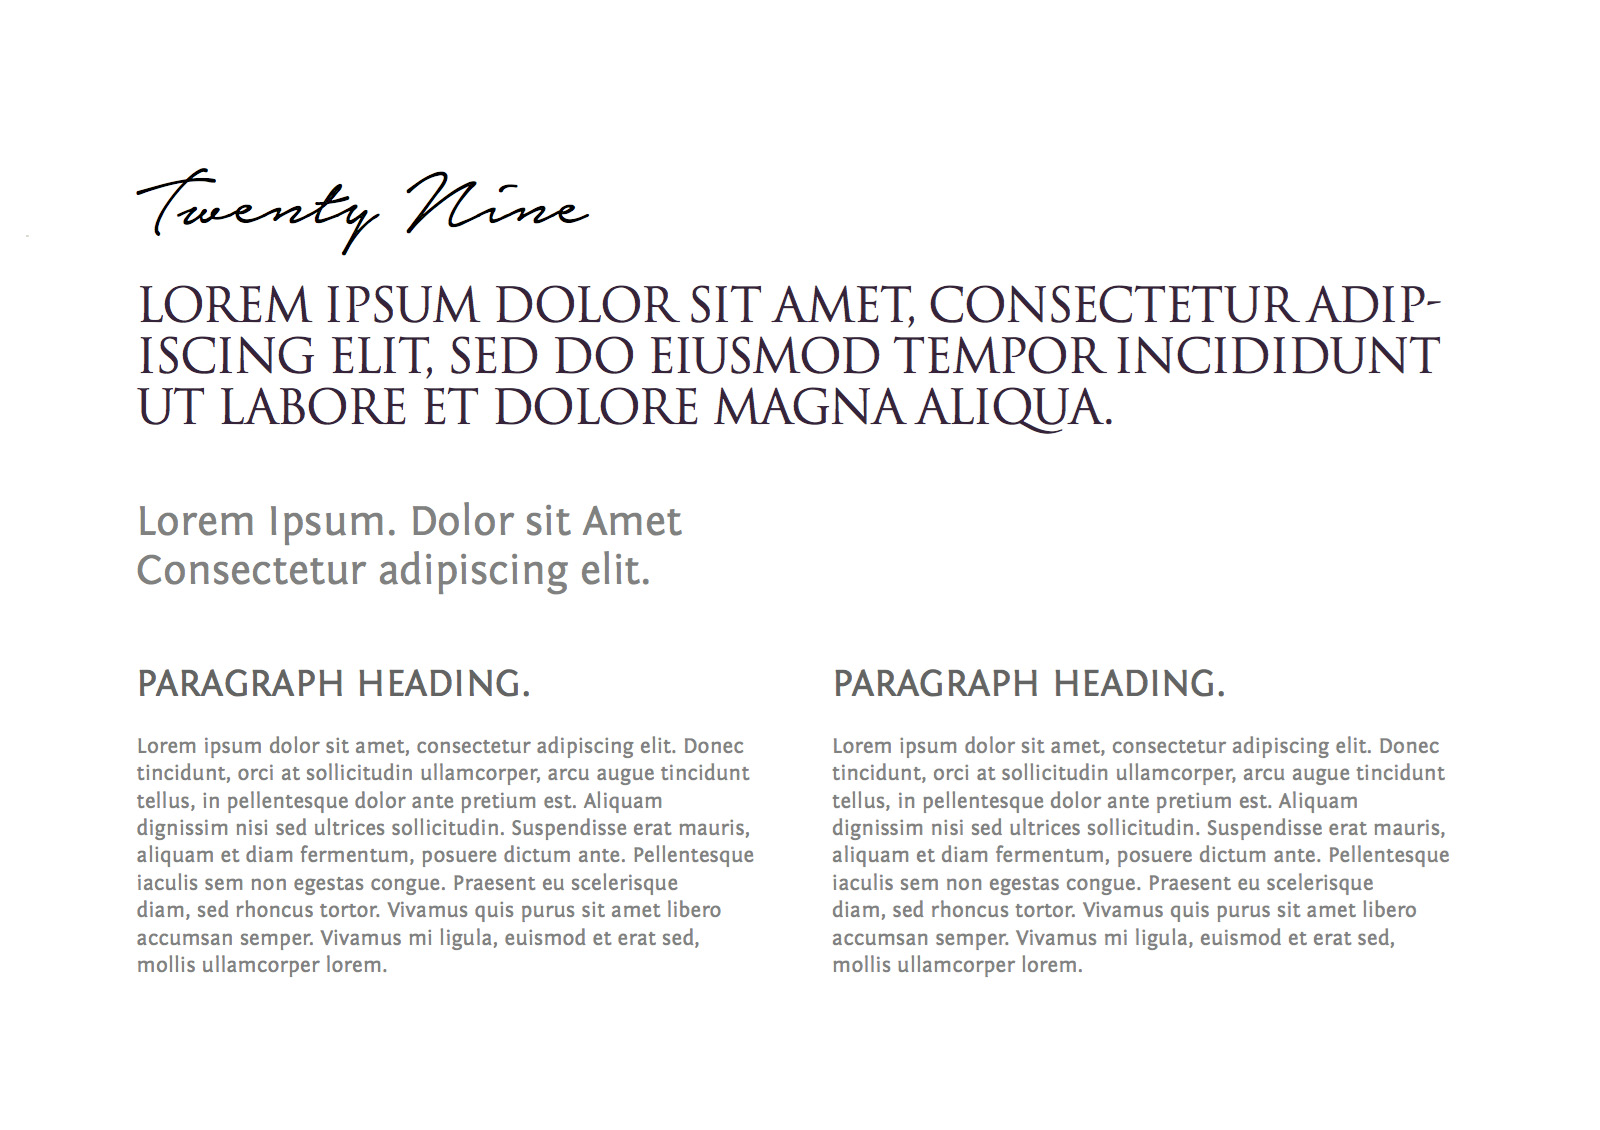 Twenty Nine
LOREM IPSUM DOLOR SIT AMET, CONSECTETUR ADIP-
ISCING ELIT, SED DO EIUSMOD TEMPOR INCIDIDUNT
UT LABORE ET DOLORE MAGNA ALIQUA.
Lorem Ipsum. Dolor sit Amet
Consectetur adipiscing elit.
PARAGRAPH HEADING.
Lorem ipsum dolor sit amet, consectetur adipiscing elit. Donec
tincidunt, orci at sollicitudin ullamcorper, arcu augue tincidunt
tellus, in pellentesque dolor ante pretium est. Aliquam
dignissim nisi sed ultrices sollicitudin. Suspendisse erat mauris,
aliquam et diam fermentum, posuere dictum ante. Pellentesque
iaculis sem non egestas congue. Praesent eu scelerisque
diam, sed rhoncus tortor. Vivamus quis purus sit amet libero
accumsan semper. Vivamus mi ligula, euismod et erat sed,
mollis ullamcorper lorem.
PARAGRAPH HEADING.
Lorem ipsum dolor sit amet, consectetur adipiscing elit. Donec
tincidunt, orci at sollicitudin ullamcorper, arcu augue tincidunt
tellus, in pellentesque dolor ante pretium est. Aliquam
dignissim nisi sed ultrices sollicitudin. Suspendisse erat mauris,
aliquam et diam fermentum, posuere dictum ante. Pellentesque
iaculis sem non egestas congue. Praesent eu scelerisque
diam, sed rhoncus tortor. Vivamus quis purus sit amet libero
accumsan semper. Vivamus mi ligula, euismod et erat sed,
mollis ullamcorper lorem.